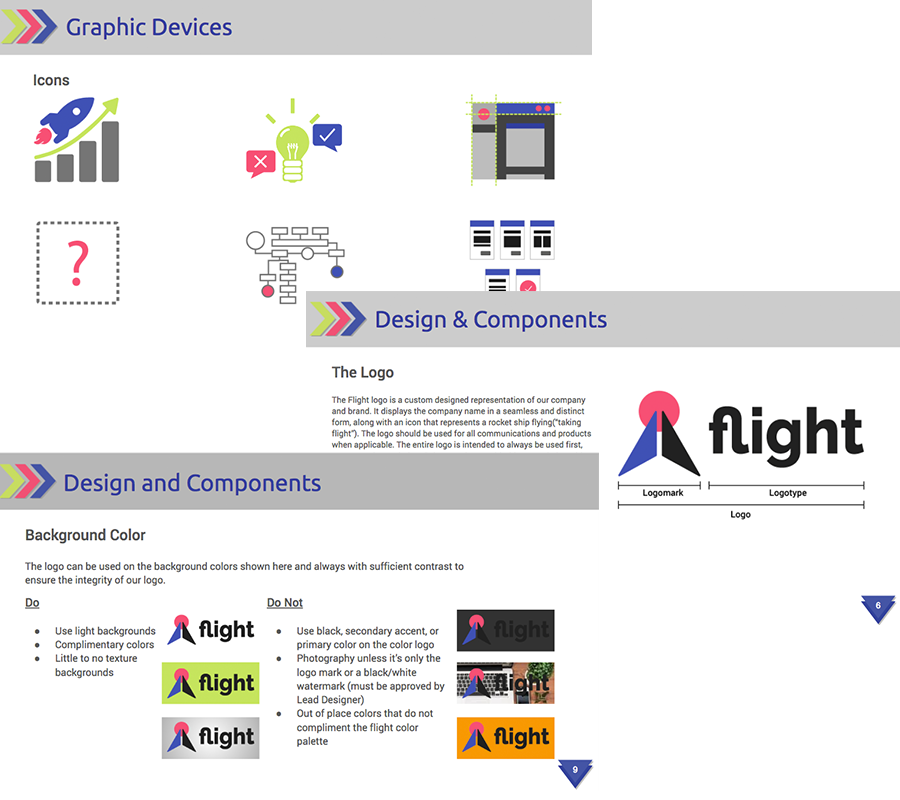 Graphic Devices
Icons
?
Design & Components
The Logo
The Flight logo is a custom designed representation of our company
and brand. It displays the company name in a seamless and distinct
form, along with an icon that represents a rocket ship flying("taking
flight"). The logo should be used for all communications and products
when applicable. The entire logo is intended to always be used first,
flight
Logomark
Logotype
Logo
6
Design and Components
Background Color
The logo can be used on the background colors shown here and always with sufficient contrast to
ensure the integrity of our logo.
Do
● Use light backgrounds
● Complimentary colors
● Little to no texture
backgrounds
flight
flight
flight
Do Not
● Use black, secondary accent, or
primary color on the color logo
● Photography unless it's only the
logo mark or a black/white
watermark (must be approved by
Lead Designer)
● Out of place colors that do not
compliment the flight color
palette
flight
flight
flight
9